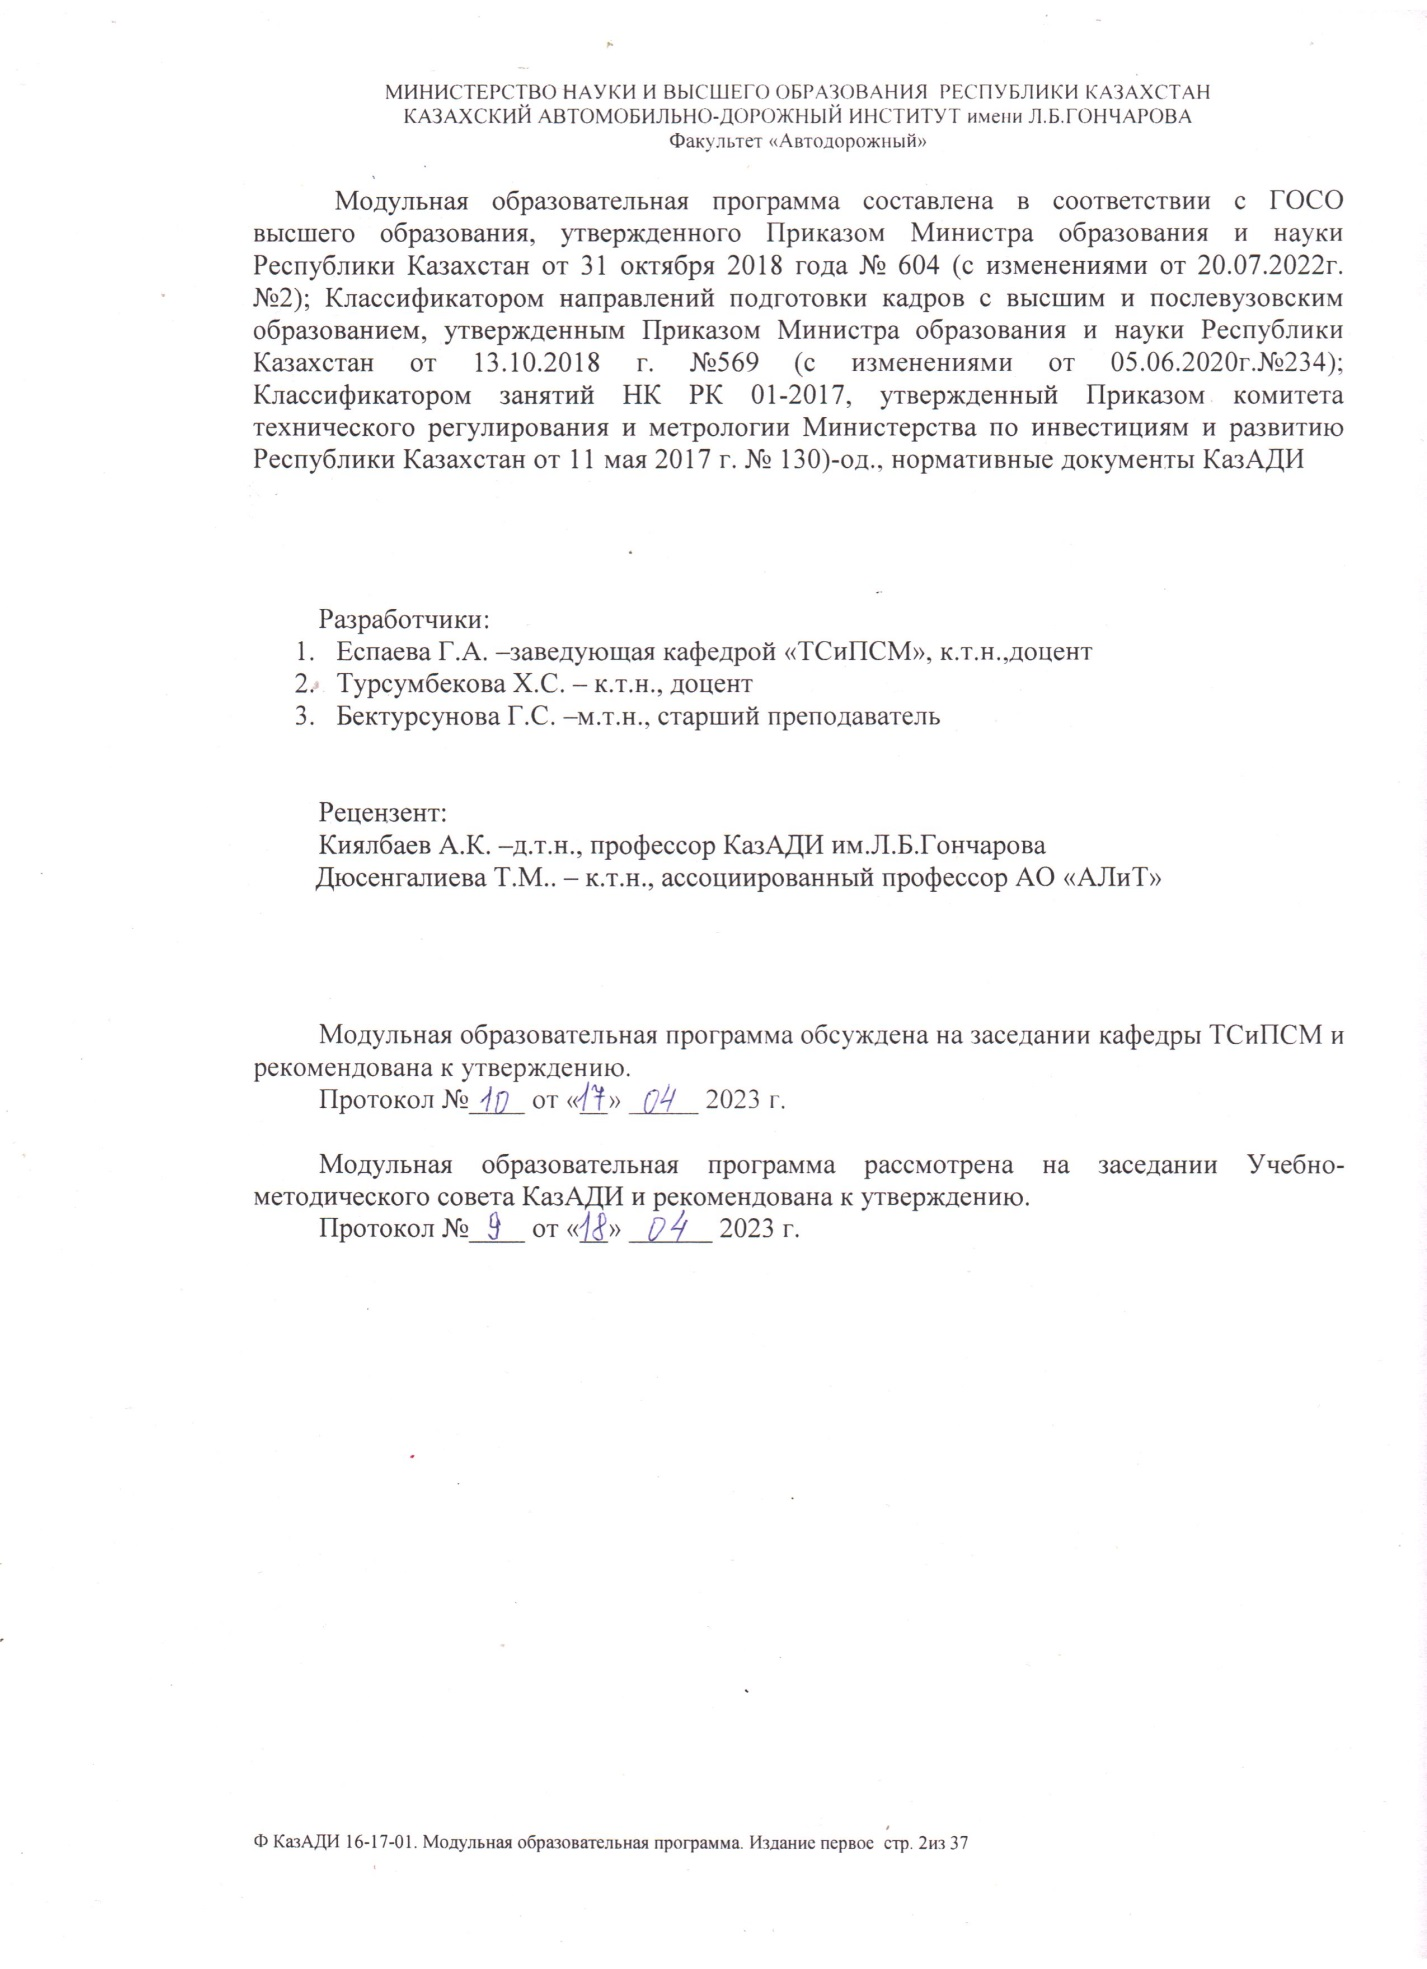 МИНИСТЕРСТВО НАУКИ И ВЫСШЕГО ОБРАЗОВАНИЯ РЕСПУБЛИКИ КАЗАХСТАН
КАЗАХСКИЙ АВТОМОБИЛЬНО-ДОРОЖНЫЙ ИНСТИТУТ имени Л.Б.ГОНЧАРОВА
Факультет «Автодорожный»
Модульная образовательная программа составлена в соответствии с ГОСО
высшего образования, утвержденного Приказом Министра образования и науки
Республики Казахстан от 31 октября 2018 года № 604 (с изменениями от 20.07.2022г.
№2); Классификатором направлений подготовки кадров с высшим и послевузовским
образованием, утвержденным Приказом Министра образования и науки Республики
Казахстан от 13.10.2018 г. №569 (с изменениями от 05.06.2020г.№234);
Классификатором занятий НК РК 01-2017, утвержденный Приказом комитета
технического регулирования и метрологии Министерства по инвестициям и развитию
Республики Казахстан от 11 мая 2017 г. № 130)-од., нормативные документы КазАДИ
Разработчики:
1. Еспаева Г.А. –заведующая кафедрой «ТСиПСМ», к.т.н.,доцент
2. Турсумбекова Х.С. – к.т.н., доцент
3. Бектурсунова Г.С. –м.т.н., старший преподаватель
Рецензент:
Киялбаев А.К. –д.т.н., профессор КазАДИ им.Л.Б.Гончарова
Дюсенгалиева Т.М.. – к.т.н., ассоциированный профессор АО «АЛиТ»
Модульная образовательная программа обсуждена на заседании кафедры ТСиПСМ и
рекомендована к утверждению.
Протокол № 10 от «17» 04 2023 г.
Модульная образовательная программа рассмотрена на заседании Учебно-
методического совета КазАДИ и рекомендована к утверждению.
Протокол № 9 от «18» 04 2023 г.
Ф КазАДИ 16-17-01. Модульная образовательная программа. Издание первое стр. 2из 37